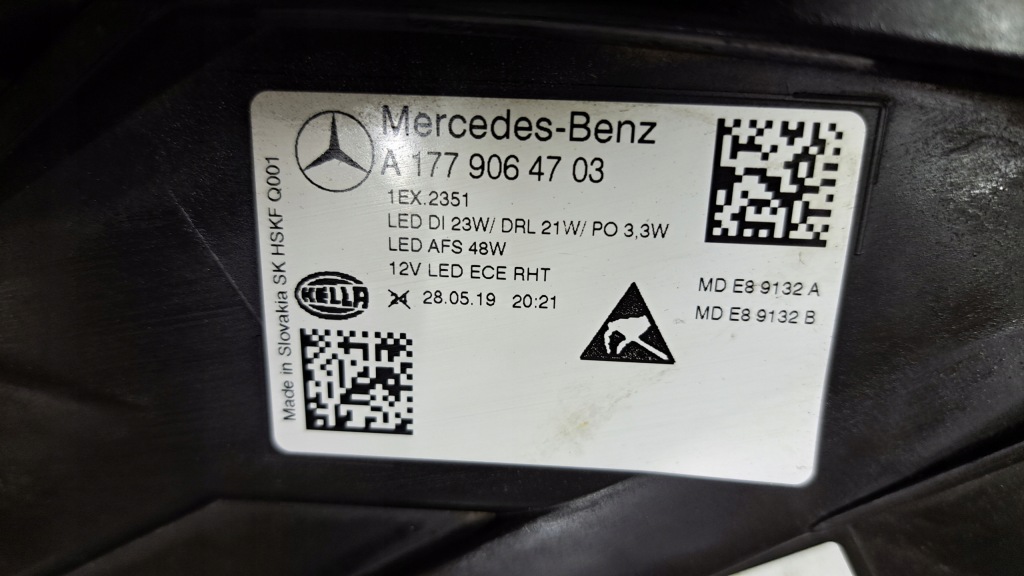 Mercedes-Benz
A 177 906 47 03
1EX.2351
LED DI 23W/ DRL 21W/ PO 3,3W
LED AFS 48W
12V LED ECE RHT
HELLA
28.05.19 20:21
MD E8 9132 A
MD E8 9132 B
Made in Slovakia SK HSKF Q001